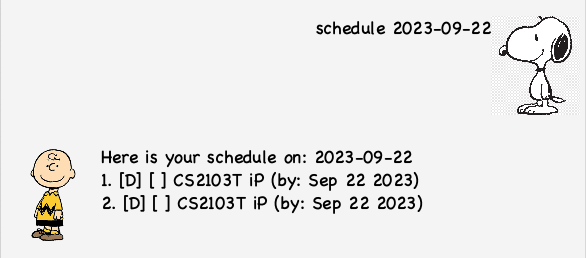 schedule 2023-09-22
Here is your schedule on: 2023-09-22
1. [D] [ ] CS2103T iP (by: Sep 22 2023)
2. [D] [ ] CS2103T iP (by: Sep 22 2023)